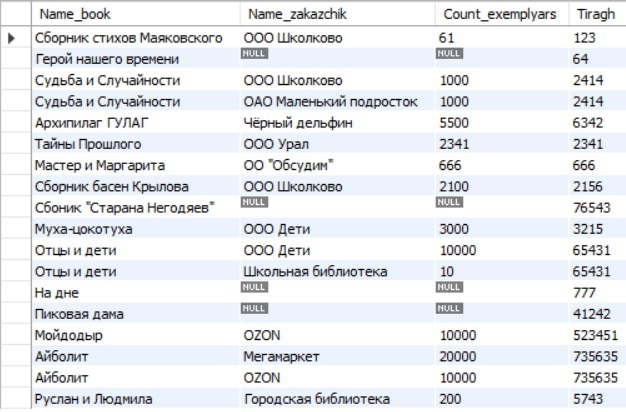 Name_book Name_zakazchik Count_exemplyars Tiragh
Сборник стихов Маяковского ООО Школково 61 123
Герой нашего времени NULL NULL 64
Судьба и Случайности ООО Школково 1000 2414
Судьба и Случайности ОАО Маленький подросток 1000 2414
Архипилаг ГУЛАГ Чёрный дельфин 5500 6342
Тайны Прошлого ООО Урал 2341 2341
Мастер и Маргарита ОО "Обсудим" 666 666
Сборник басен Крылова ООО Школково 2100 2156
Сбоник "Старана Негодяев" NULL NULL 76543
Муха-цокотуха ООО Дети 3000 3215
Отцы и дети ООО Дети 10000 65431
Отцы и дети Школьная библиотека 10 65431
На дне NULL NULL 777
Пиковая дама NULL NULL 41242
Мойдодыр OZON 10000 523451
Айболит Мегамаркет 20000 735635
Айболит OZON 10000 735635
Руслан и Людмила Городская библиотека 200 5743